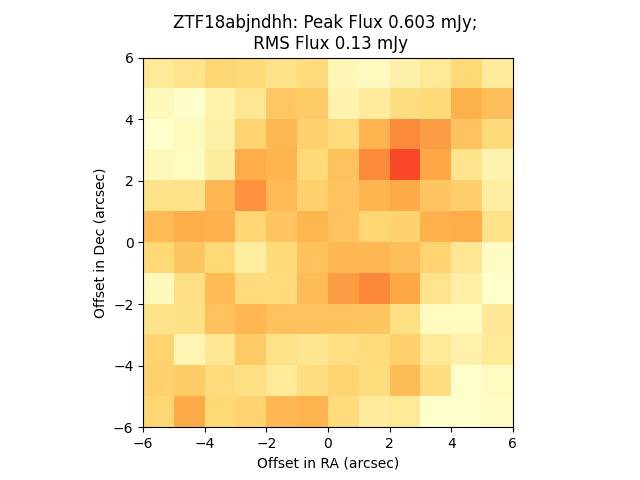 ZTF18abjndhh: Peak Flux 0.603 mJy;
RMS Flux 0.13 mJy
6
4
2
0
−2
−4
−6
Offset in Dec (arcsec)
−6 −4 −2 0 2 4 6
Offset in RA (arcsec)